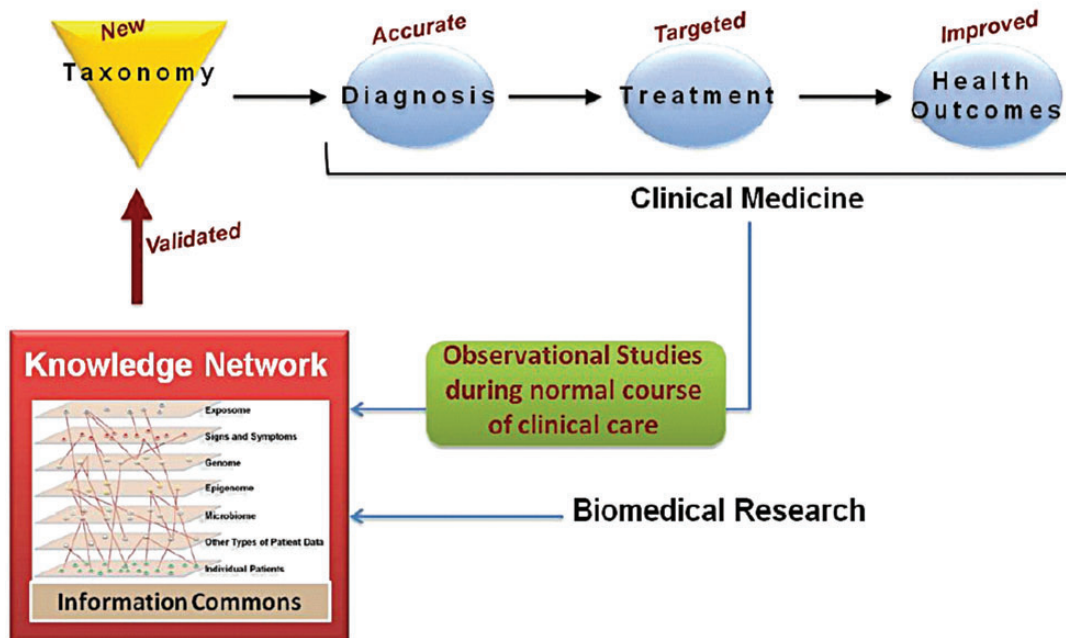 New
Taxonomy
Accurate
Diagnosis
Targeted
Treatment
Improved
Health
Outcomes
Clinical Medicine
Validated
Knowledge Network
Exposome
Signs and Symptoms
Genome
Epigenome
Microbiome
Other Types of Patient Data
Individual Patients
Information Commons
Observational Studies
during normal course
of clinical care
Biomedical Research